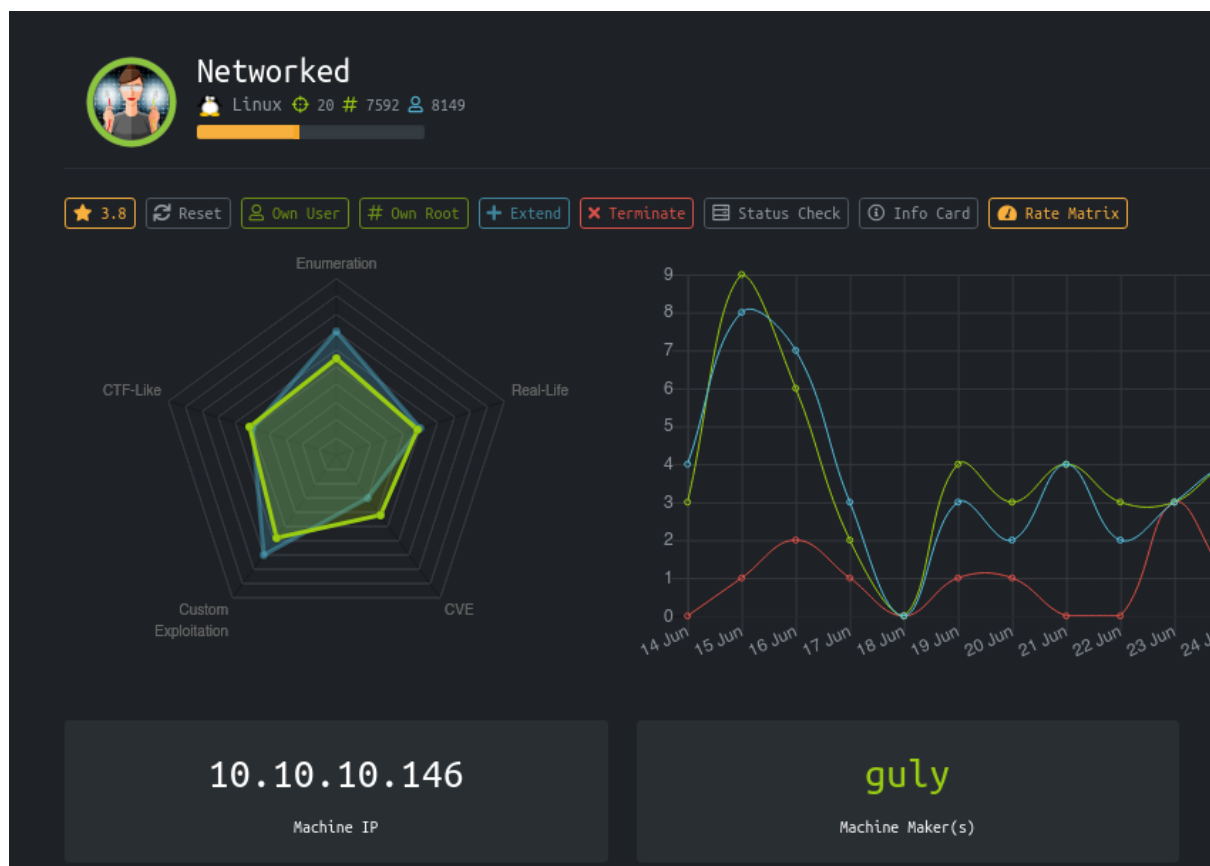 Networked
Linux 20 # 7592 8149
3.8 Reset Own User # Own Root Extend Terminate Status Check Info Card Rate Matrix
Enumeration
Real-Life
CVE
Custom
Exploitation
CTF-Like
9
8
7
6
5
4
3
2
1
0
14 Jun 15 Jun 16 Jun 17 Jun 18 Jun 19 Jun 20 Jun 21 Jun 22 Jun 23 Jun 24 J
10.10.10.146
Machine IP
guly
Machine Maker(s)